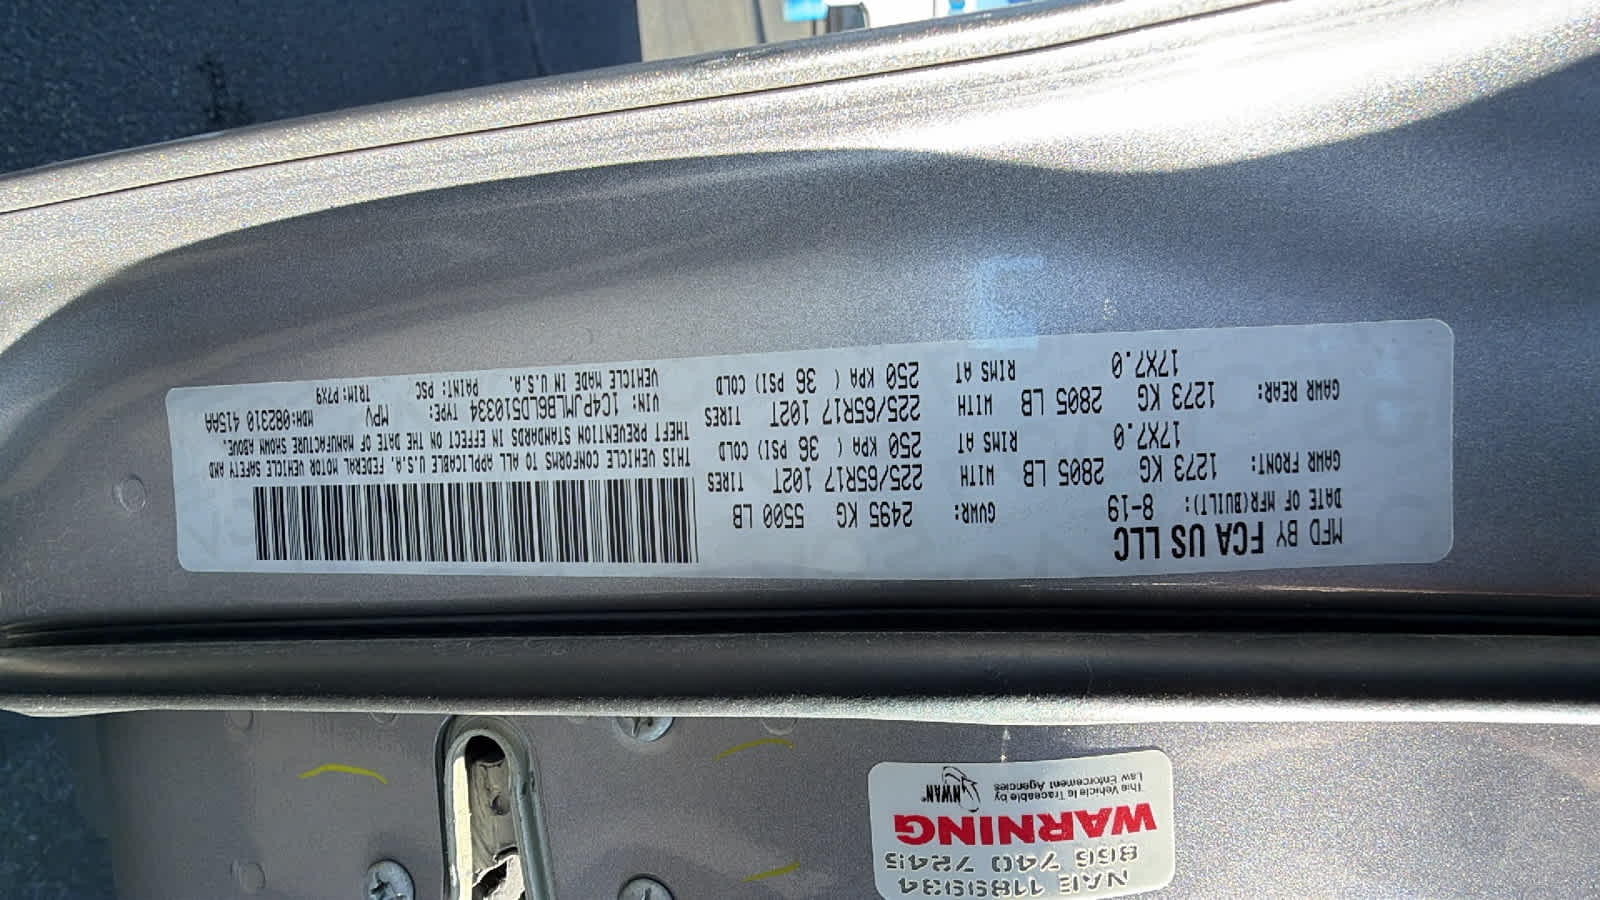 MFD BY FCA US LLC
DATE OF MFR(BUILT): 8-19 GVWR: 2495 KG 5500 LB
GAWR FRONT: 1273 KG 2805 LB WITH 225/65R17 102T TIRES
17X7.0 RIMS AT 250 KPA ( 36 PSI) COLD
GAWR REAR: 1273 KG 2805 LB WITH 225/65R17 102T TIRES
17X7.0 RIMS AT 250 KPA ( 36 PSI) COLD
THIS VEHICLE CONFORMS TO ALL APPLICABLE U.S.A. FEDERAL MOTOR VEHICLE SAFETY AND
THEFT PREVENTION STANDARDS IN EFFECT ON THE DATE OF MANUFACTURE SHOWN ABOVE.
VIN: 1C4PJMLB6LD510334 TYPE: MPV MDH:082310 415AA
VEHICLE MADE IN U.S.A. PAINT: PSC TRIM: P7X9
NAE 1189934
866 740 7245
WARNING
This Vehicle is Traceable by
Law Enforcement Agencies
NWAN